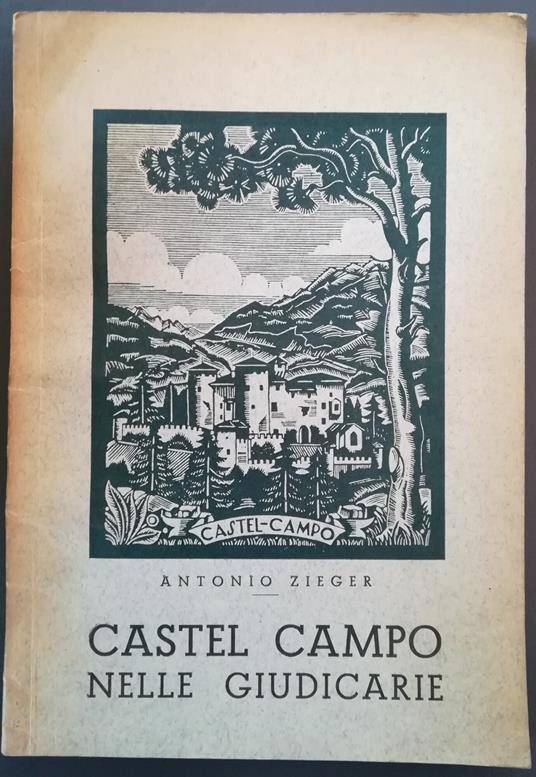 CASTEL-CAMPO
ANTONIO ZIEGER
CASTEL CAMPO
NELLE GIUDICARIE